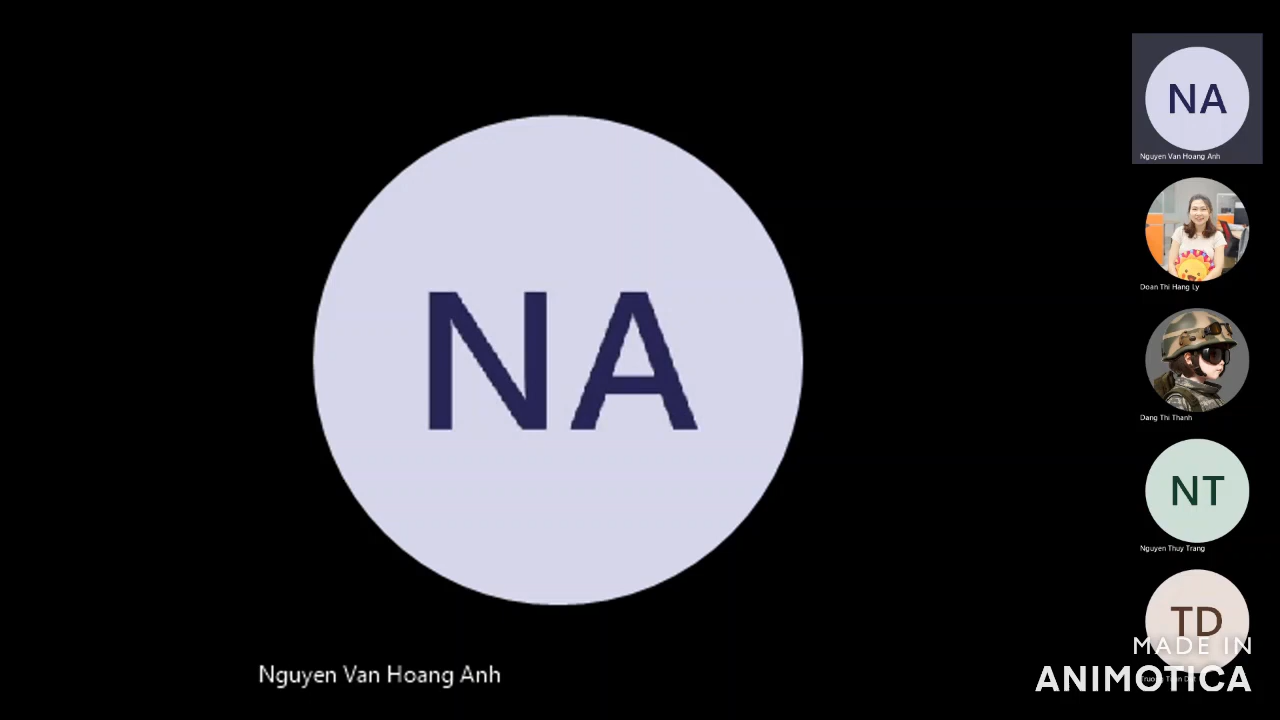 NA
Nguyen Van Hoang Anh
NA
Nguyen Van Hoang Anh
Doan Thi Hang Ly
Dang Thi Thanh
NT
Nguyen Thuy Trang
TD
MADE IN
ANIMOTICA